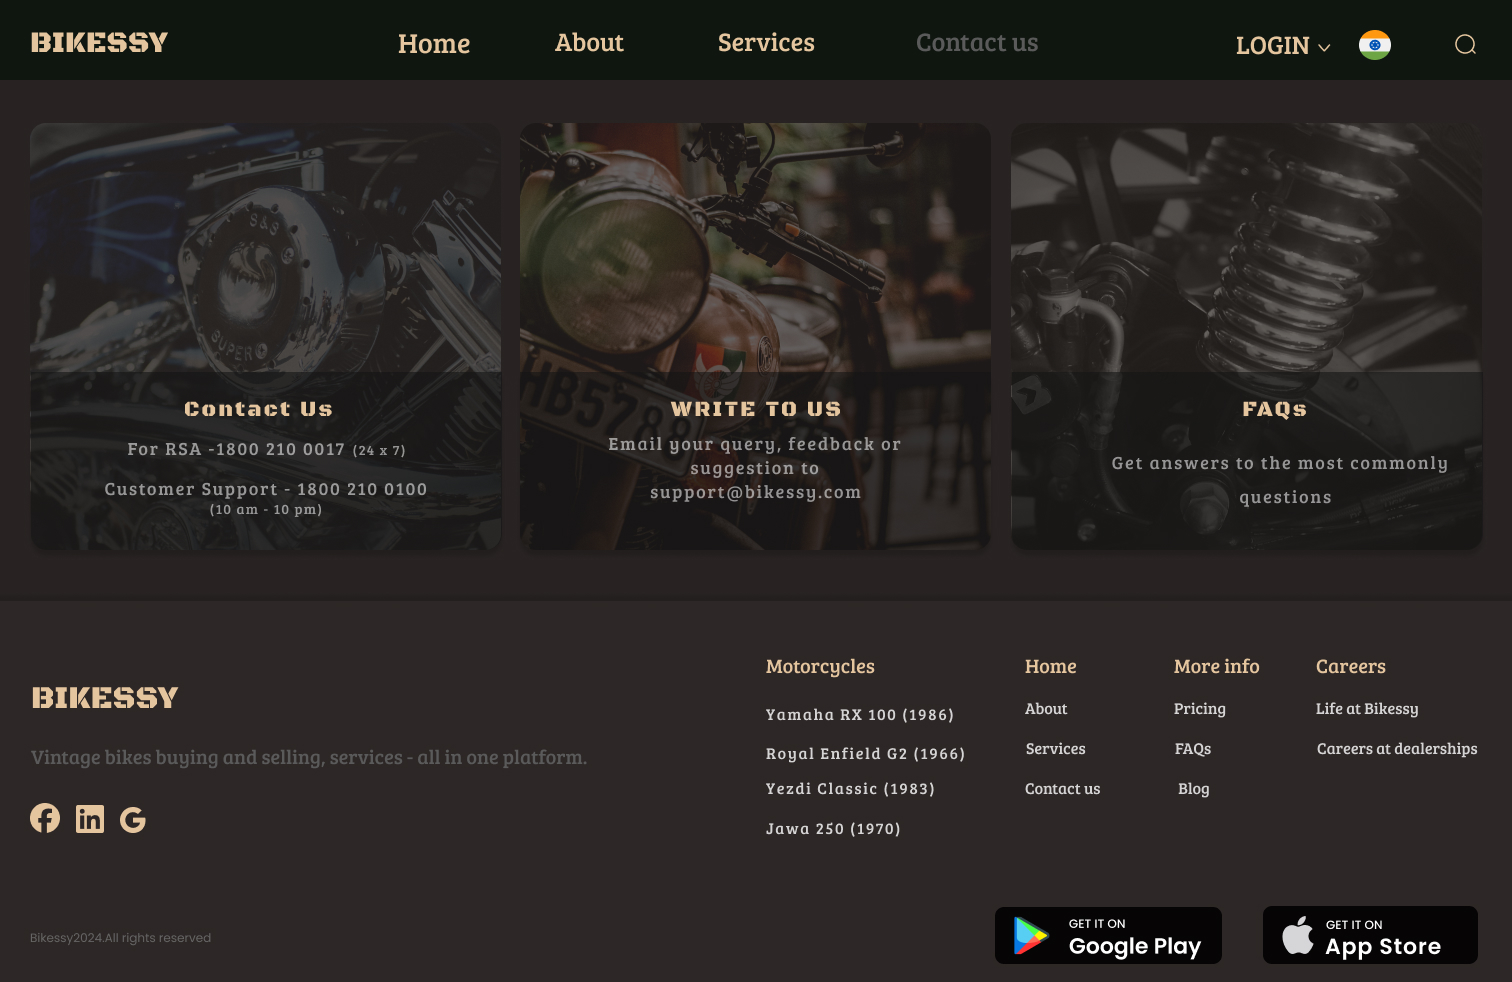 BIKESSY
Home
About
Services
Contact us
LOGIN
S&S
SUPER
HB5788
Contact Us
For RSA -1800 210 0017 (24 x 7)
Customer Support - 1800 210 0100
(10 am - 10 pm)
WRITE TO US
Email your query, feedback or
suggestion to
support@bikessy.com
FAQs
Get answers to the most commonly
questions
BIKESSY
Vintage bikes buying and selling, services - all in one platform.
Motorcycles
Yamaha RX 100 (1986)
Royal Enfield G2 (1966)
Yezdi Classic (1983)
Jawa 250 (1970)
Home
About
Services
Contact us
More info
Pricing
FAQs
Blog
Careers
Life at Bikessy
Careers at dealerships
Bikessy2024.All rights reserved
GET IT ON
Google Play
GET IT ON
App Store